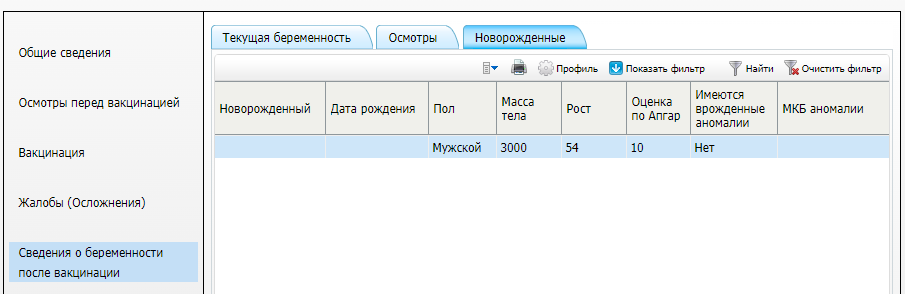 Общие сведения
Осмотры перед вакцинацией
Вакцинация
Жалобы (Осложнения)
Сведения о беременности
после вакцинации
Текущая беременность
Осмотры
Новорожденные
Профиль
Показать фильтр
Найти
Очистить фильтр
Новорожденный
Дата рождения
Пол
Масса
тела
Рост
Оценка
по Апгар
Имеются
врожденные
аномалии
МКБ аномалии
Мужской
3000
54
10
Нет